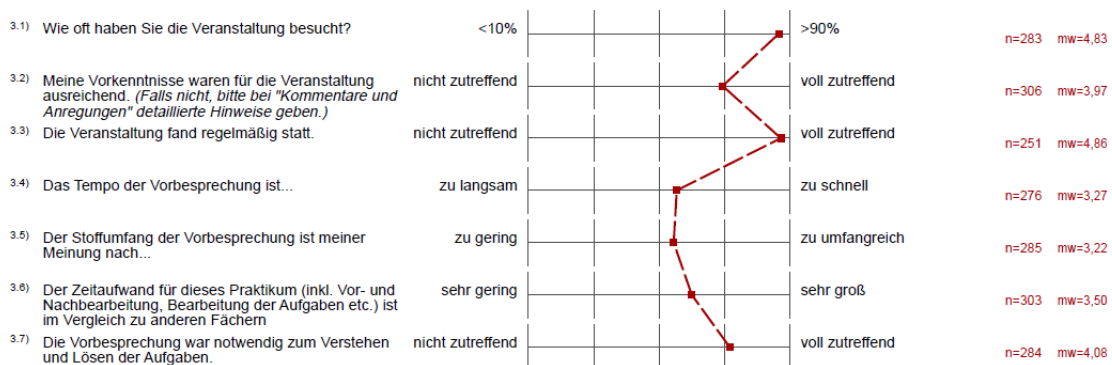 3.1) Wie oft haben Sie die Veranstaltung besucht? <10% >90% n=283 mw=4,83
3.2) Meine Vorkenntnisse waren für die Veranstaltung nicht zutreffend voll zutreffend n=306 mw=3,97
ausreichend. (Falls nicht, bitte bei "Kommentare und
Anregungen" detaillierte Hinweise geben.)
3.3) Die Veranstaltung fand regelmäßig statt. nicht zutreffend voll zutreffend n=251 mw=4,86
3.4) Das Tempo der Vorbesprechung ist... zu langsam zu schnell n=276 mw=3,27
3.5) Der Stoffumfang der Vorbesprechung ist meiner zu gering zu umfangreich n=285 mw=3,22
Meinung nach...
3.6) Der Zeitaufwand für dieses Praktikum (inkl. Vor- und sehr gering sehr groß n=303 mw=3,50
Nachbearbeitung, Bearbeitung der Aufgaben etc.) ist
im Vergleich zu anderen Fächern
3.7) Die Vorbesprechung war notwendig zum Verstehen nicht zutreffend voll zutreffend n=284 mw=4,08
und Lösen der Aufgaben.